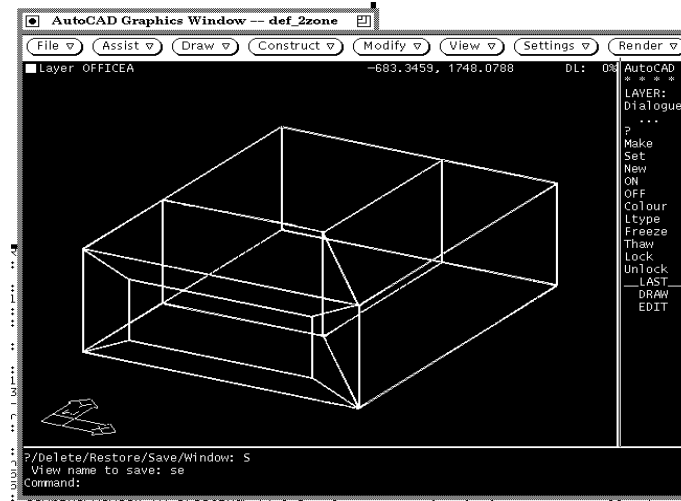 AutoCAD Graphics Window -- def_2zone
File Assist Draw Construct Modify View Settings Render
Layer OFFICEA -683.3459, 1748.0788 DL: 0% AutoCAD
* * * *
LAYER:
Dialogue
...
?
Make
Set
New
ON
OFF
Colour
Ltype
Freeze
Thaw
Lock
Unlock
__LAST__
DRAW
EDIT
?/Delete/Restore/Save/Window: S
View name to save: se
Command: